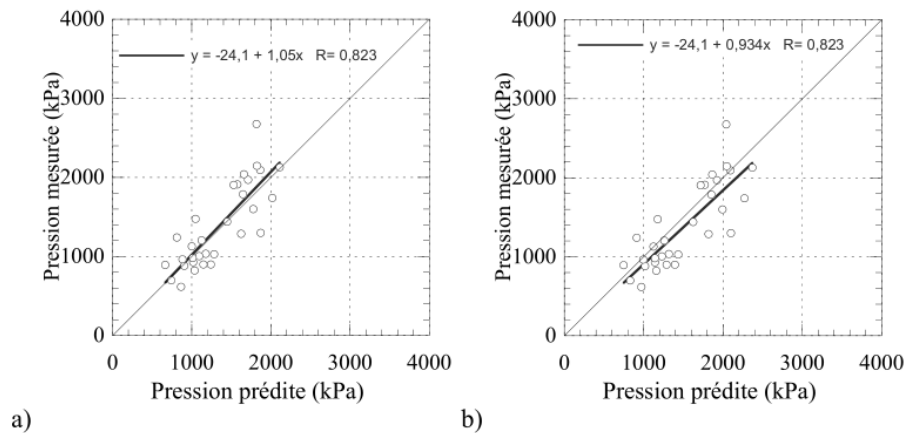 4000
3000
2000
1000
0
Pression mesurée (kPa)
y = -24,1 + 1,05x R= 0,823
0 1000 2000 3000 4000
Pression prédite (kPa)
a)
4000
3000
2000
1000
0
Pression mesurée (kPa)
y = -24,1 + 0,934x R= 0,823
0 1000 2000 3000 4000
Pression prédite (kPa)
b)